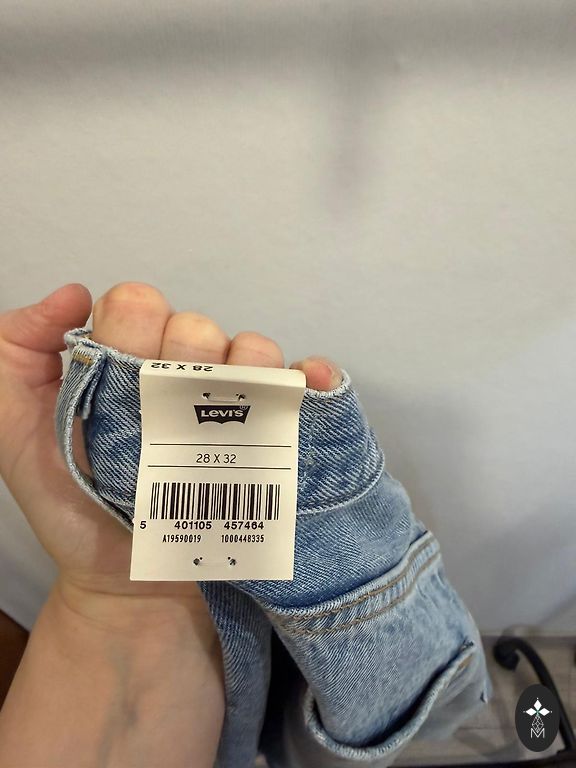 28 X 32
LEVI'S
28 X 32
5 401105 457464
A19590019 1000448335
M